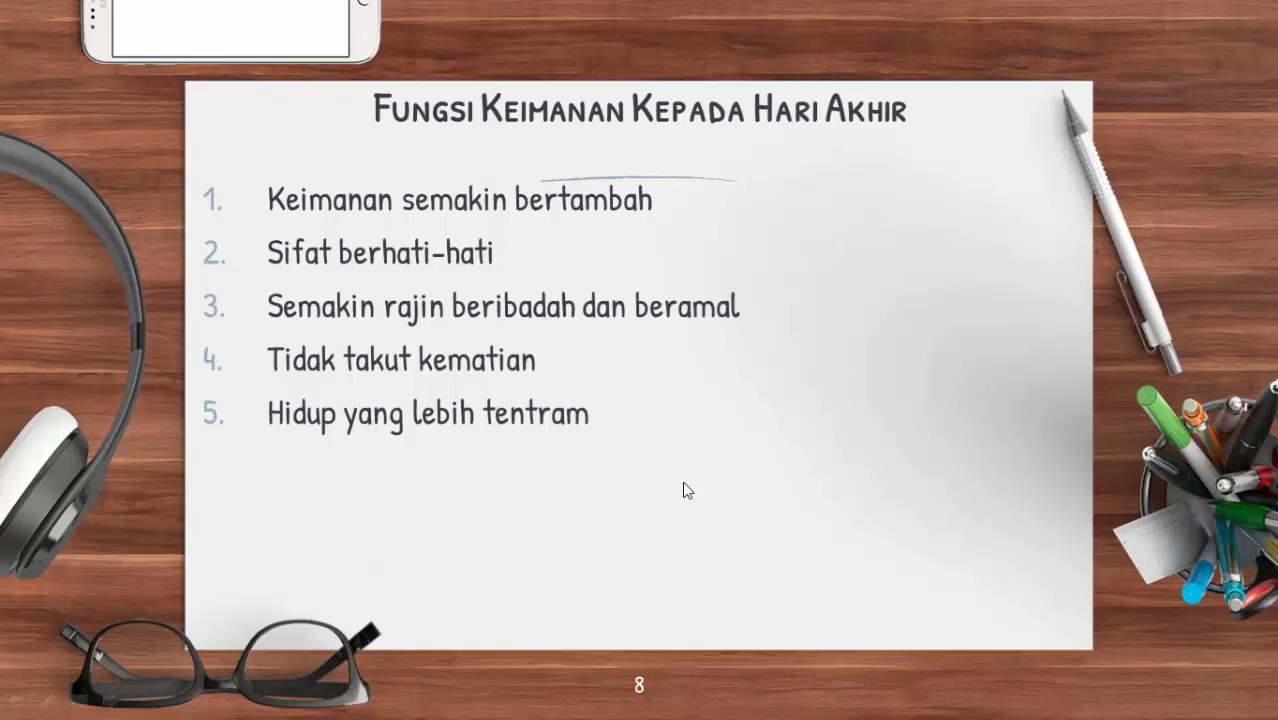 Fungsi Keimanan Kepada Hari Akhir
1. Keimanan semakin bertambah
2. Sifat berhati-hati
3. Semakin rajin beribadah dan beramal
4. Tidak takut kematian
5. Hidup yang lebih tentram
8